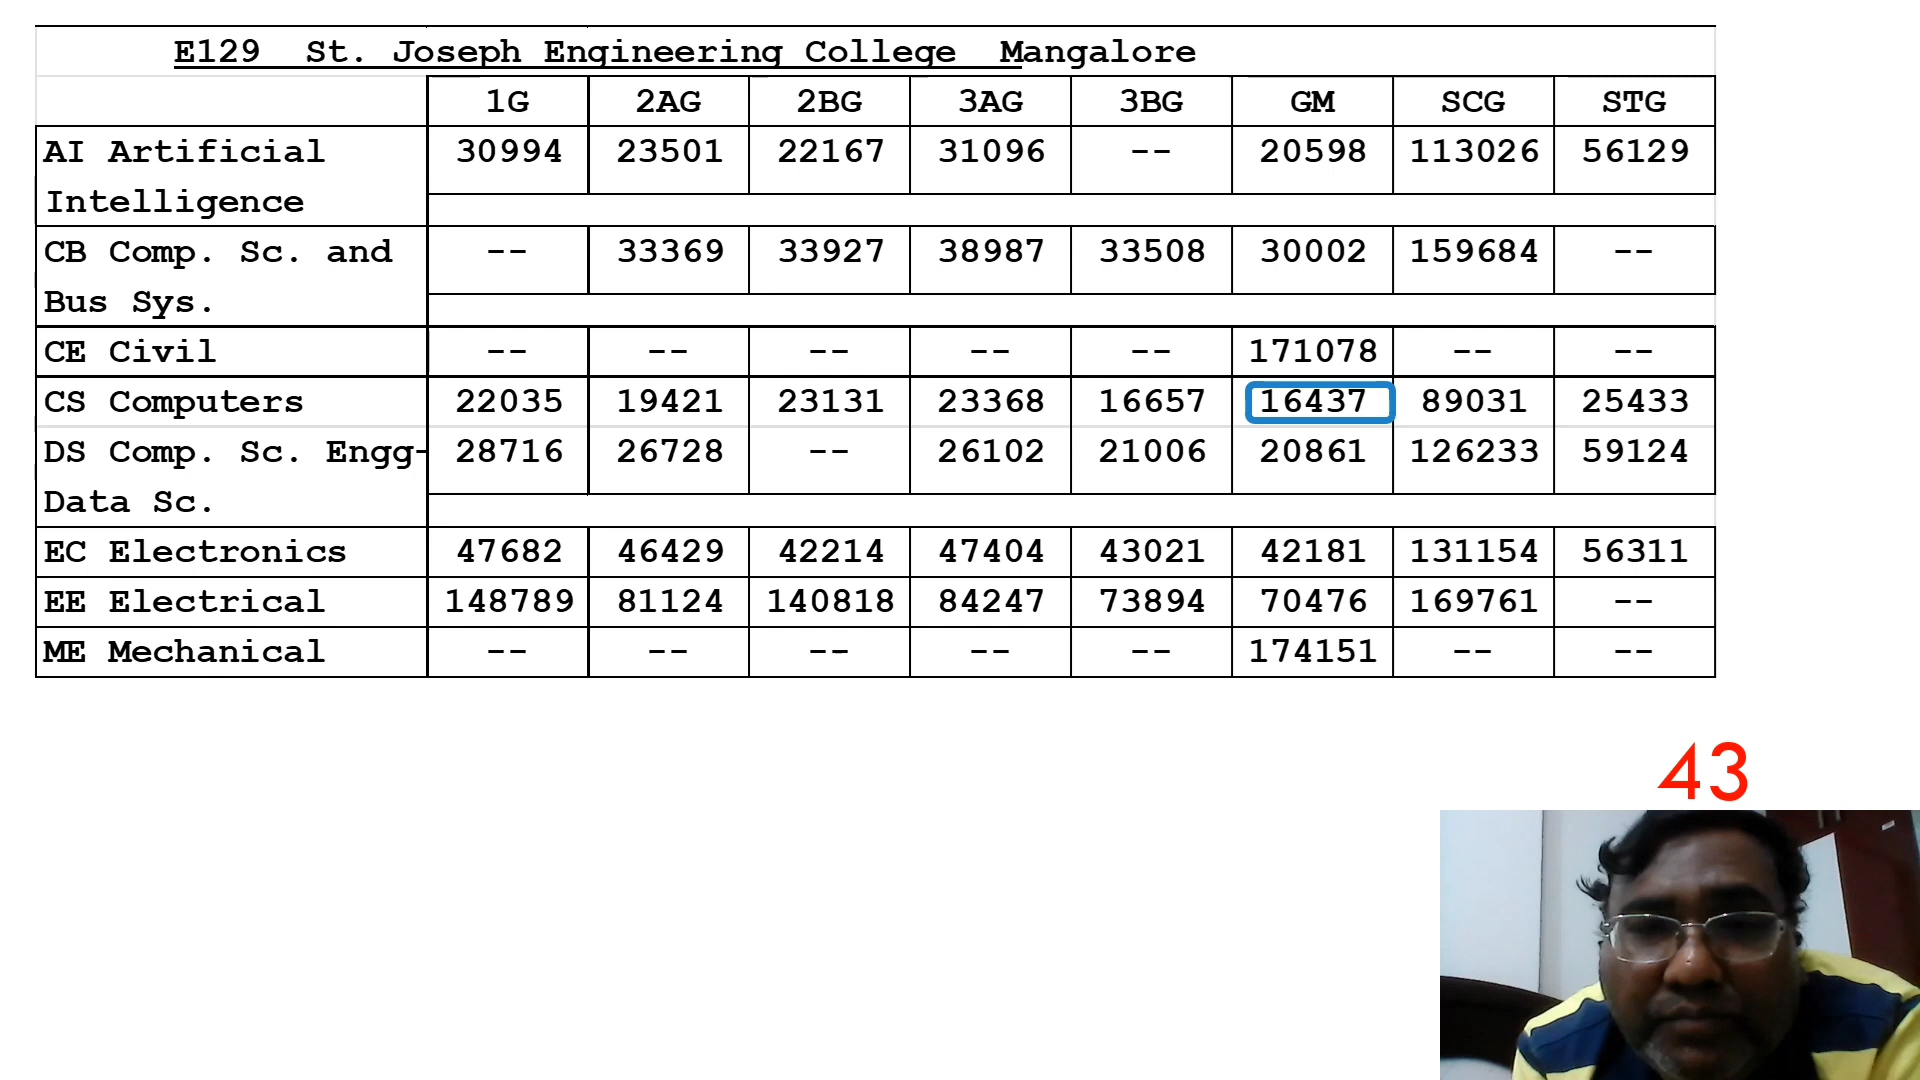 E129 St. Joseph Engineering College Mangalore
1G 2AG 2BG 3AG 3BG GM SCG STG
AI Artificial 30994 23501 22167 31096 -- 20598 113026 56129
Intelligence
CB Comp. Sc. and -- 33369 33927 38987 33508 30002 159684 --
Bus Sys.
CE Civil -- -- -- -- -- 171078 -- --
CS Computers 22035 19421 23131 23368 16657 16437 89031 25433
DS Comp. Sc. Engg- 28716 26728 -- 26102 21006 20861 126233 59124
Data Sc.
EC Electronics 47682 46429 42214 47404 43021 42181 131154 56311
EE Electrical 148789 81124 140818 84247 73894 70476 169761 --
ME Mechanical -- -- -- -- -- 174151 -- --
43